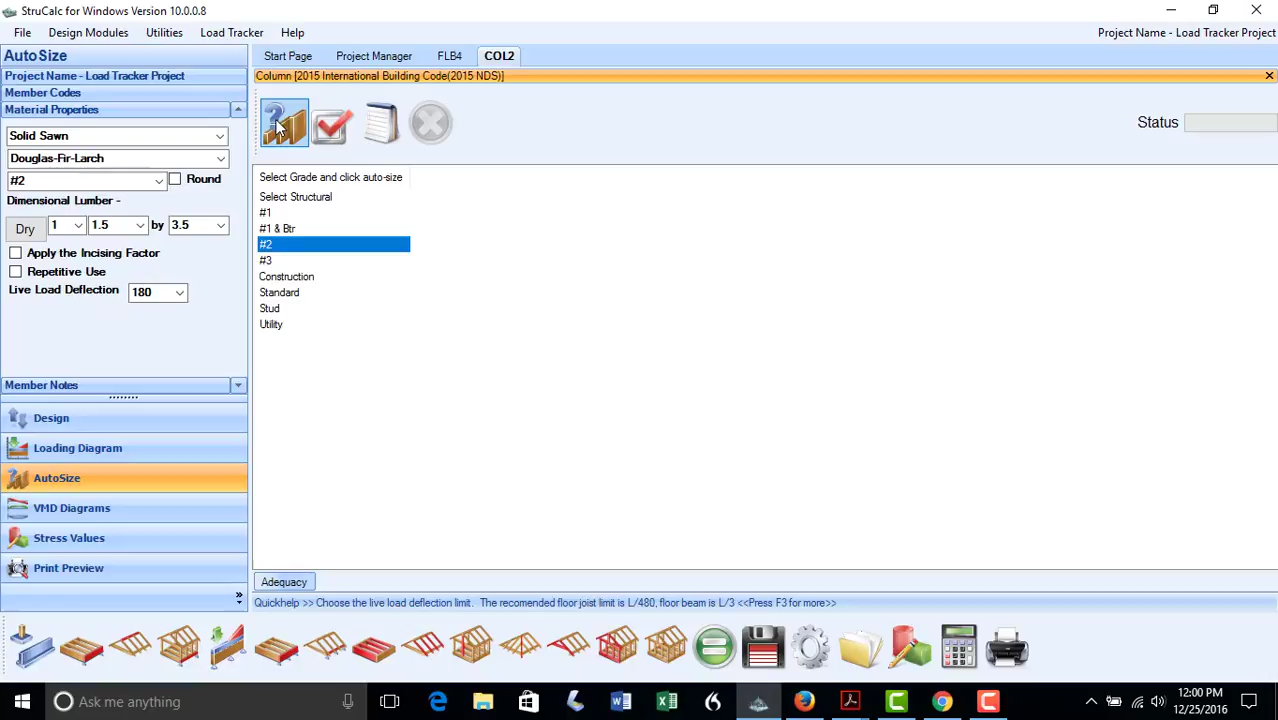 StruCalc for Windows Version 10.0.0.8
File Design Modules Utilities Load Tracker Help
Project Name - Load Tracker Project
AutoSize
Start Page Project Manager FLB4 COL2
Project Name - Load Tracker Project
Column [2015 International Building Code(2015 NDS)]
Member Codes
Material Properties
Solid Sawn
Douglas-Fir-Larch
#2 Round
Dimensional Lumber -
Dry 1 1.5 by 3.5
Apply the Incising Factor
Repetitive Use
Live Load Deflection 180
Status
Select Grade and click auto-size
Select Structural
#1
#1 & Btr
#2
#3
Construction
Standard
Stud
Utility
Member Notes
Design
Loading Diagram
AutoSize
VMD Diagrams
Stress Values
Print Preview
Adequacy
Quickhelp >> Choose the live load deflection limit. The recomended floor joist limit is L/480, floor beam is L/3 <<Press F3 for more>>
Ask me anything
12:00 PM
12/25/2016